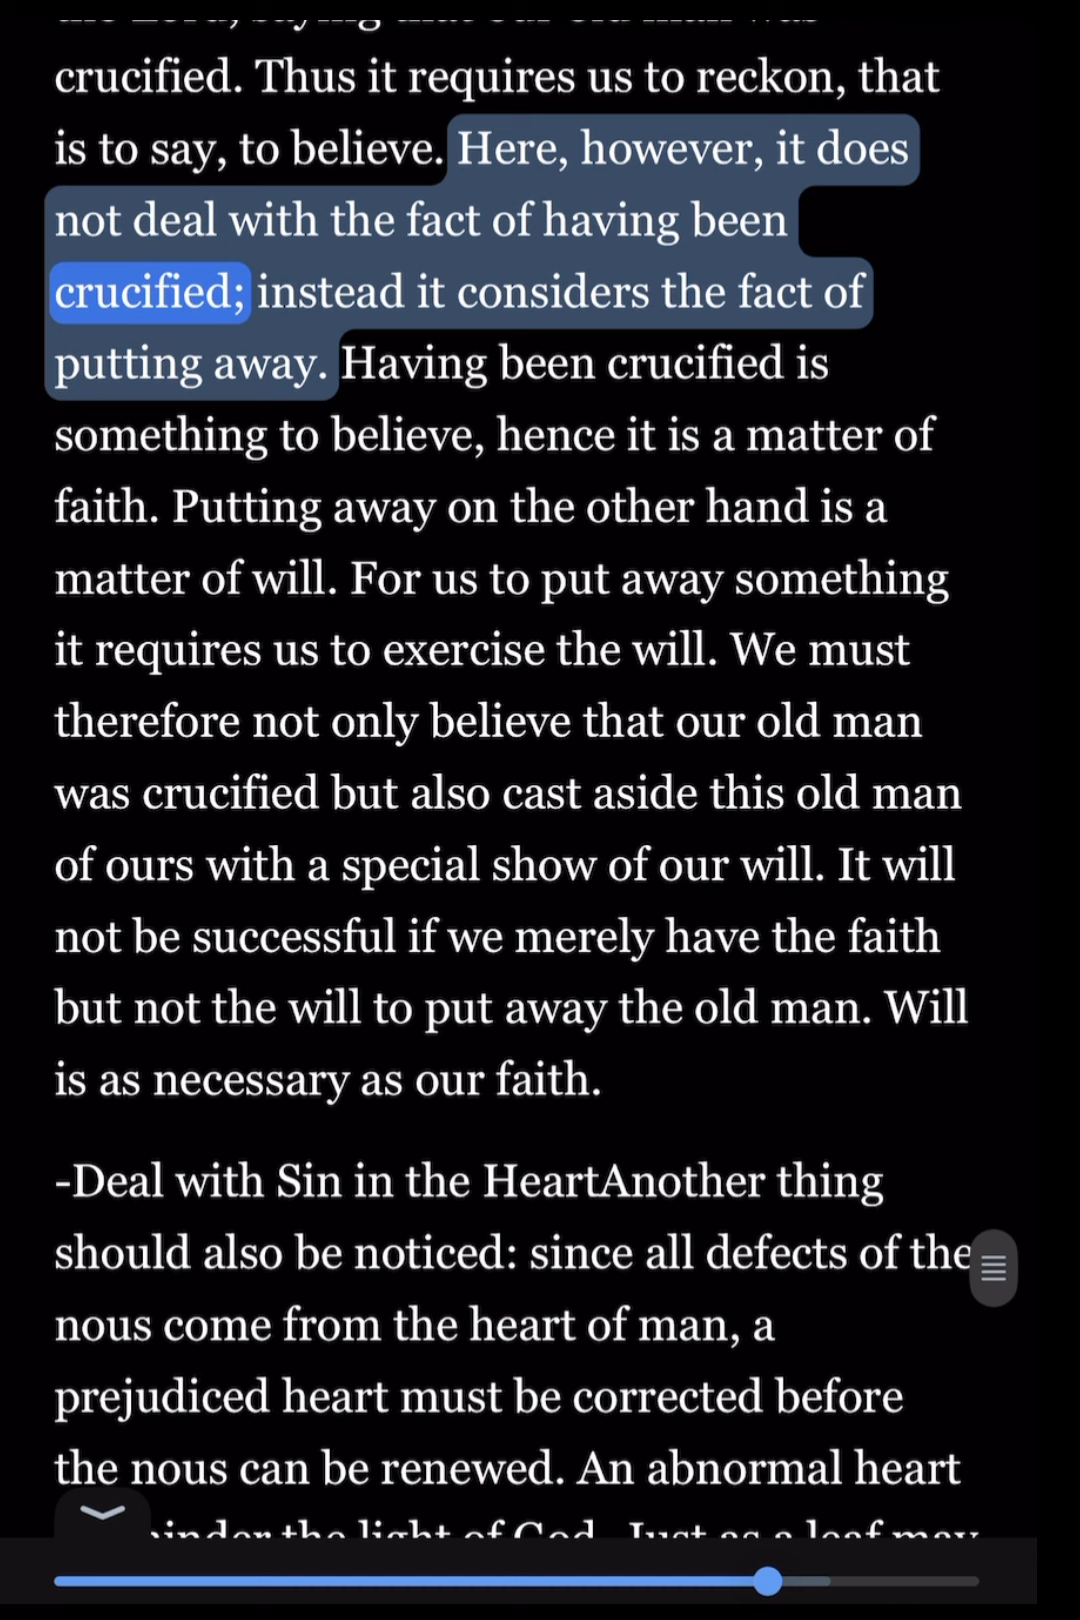 crucified. Thus it requires us to reckon, that
is to say, to believe. Here, however, it does
not deal with the fact of having been
crucified; instead it considers the fact of
putting away. Having been crucified is
something to believe, hence it is a matter of
faith. Putting away on the other hand is a
matter of will. For us to put away something
it requires us to exercise the will. We must
therefore not only believe that our old man
was crucified but also cast aside this old man
of ours with a special show of our will. It will
not be successful if we merely have the faith
but not the will to put away the old man. Will
is as necessary as our faith.
-Deal with Sin in the HeartAnother thing
should also be noticed: since all defects of the
nous come from the heart of man, a
prejudiced heart must be corrected before
the nous can be renewed. An abnormal heart
the light of God. Just as a leaf may